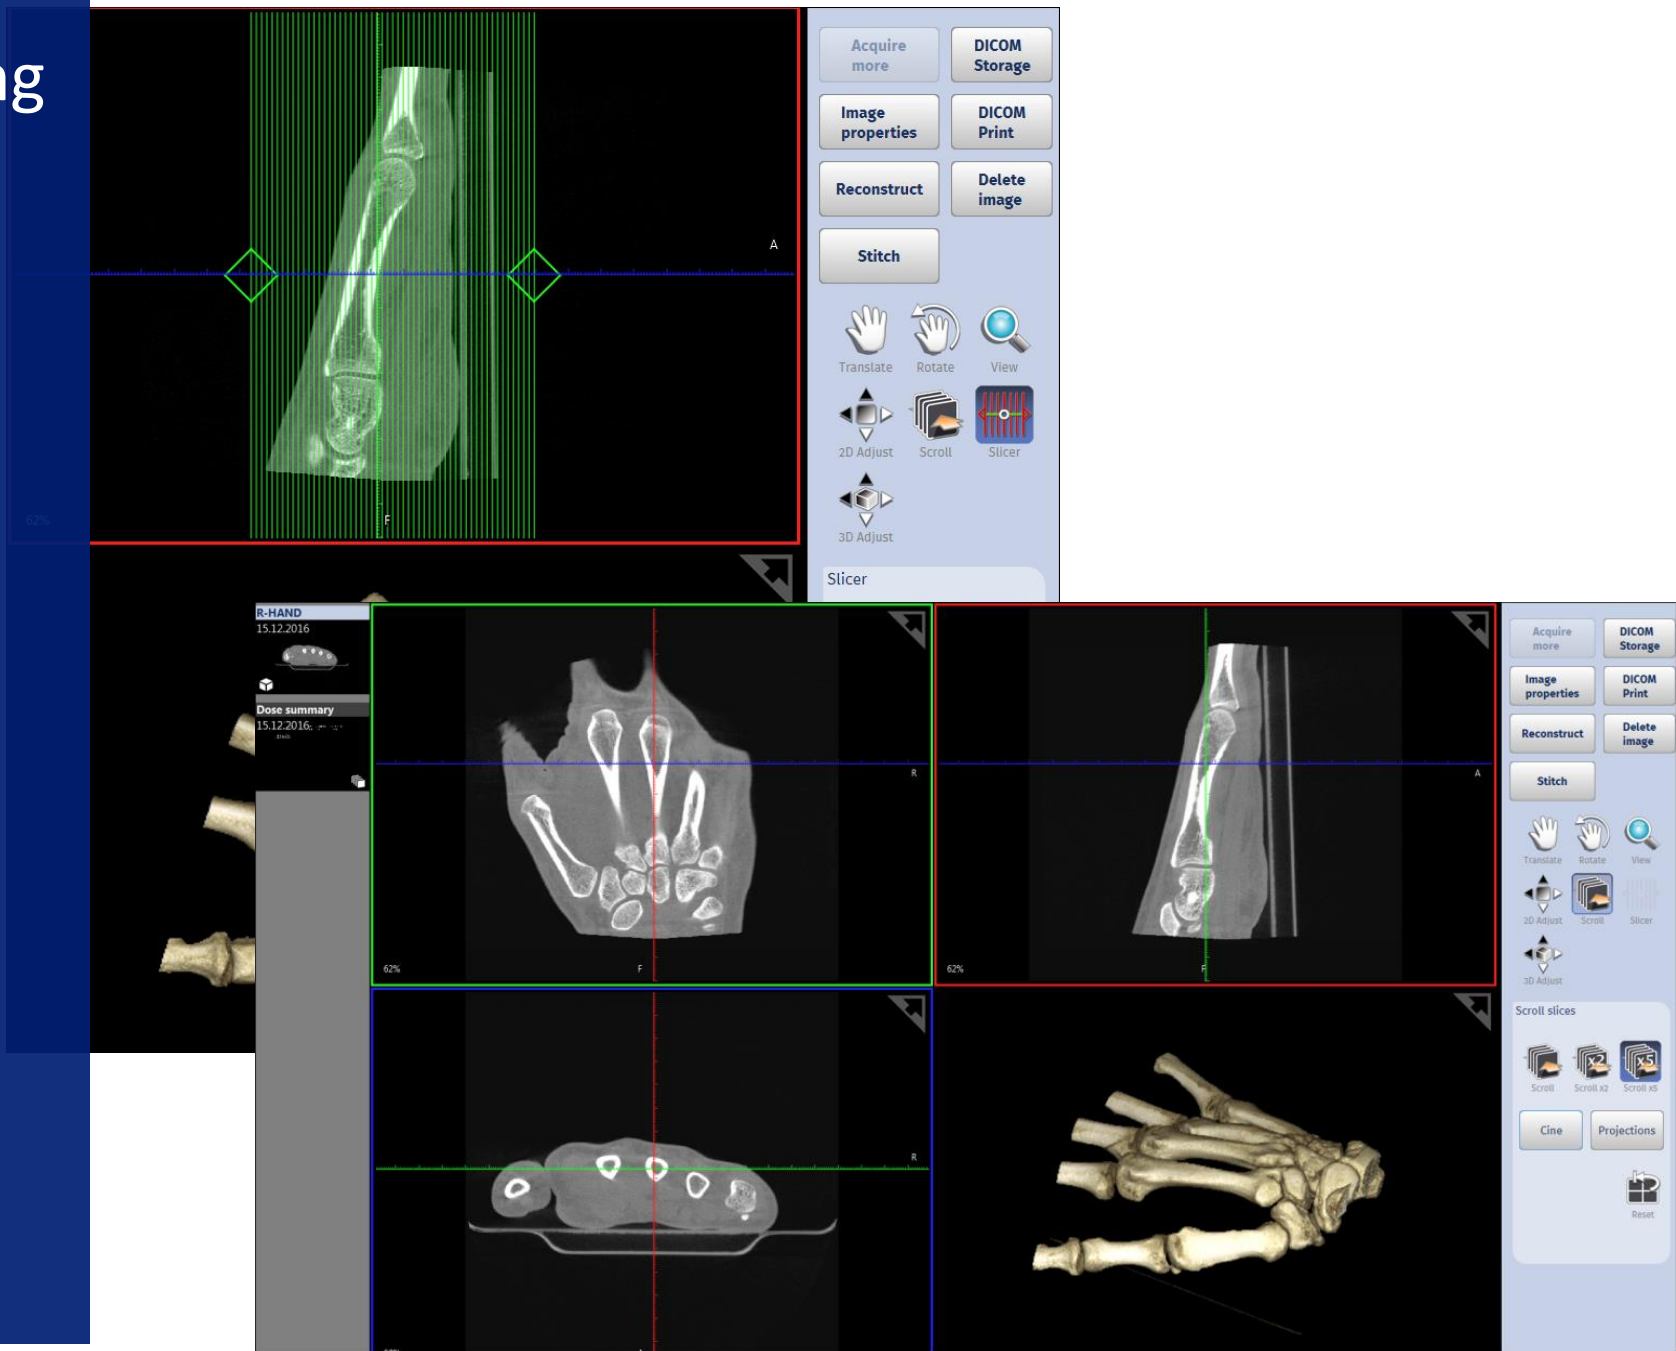 ng
Acquire
more
DICOM
Storage
Image
properties
DICOM
Print
Reconstruct
Delete
image
Stitch
Translate
Rotate
View
2D Adjust
Scroll
Slicer
3D Adjust
Slicer
A
62%
F
R-HAND
15.12.2016
Dose summary
15.12.2016
R
62%
F
A
62%
F
R
Acquire
more
DICOM
Storage
Image
properties
DICOM
Print
Reconstruct
Delete
image
Stitch
Translate
Rotate
View
2D Adjust
Scroll
Slicer
3D Adjust
Scroll slices
x2
x5
Scroll
Scroll x2
Scroll x5
Cine
Projections
Reset